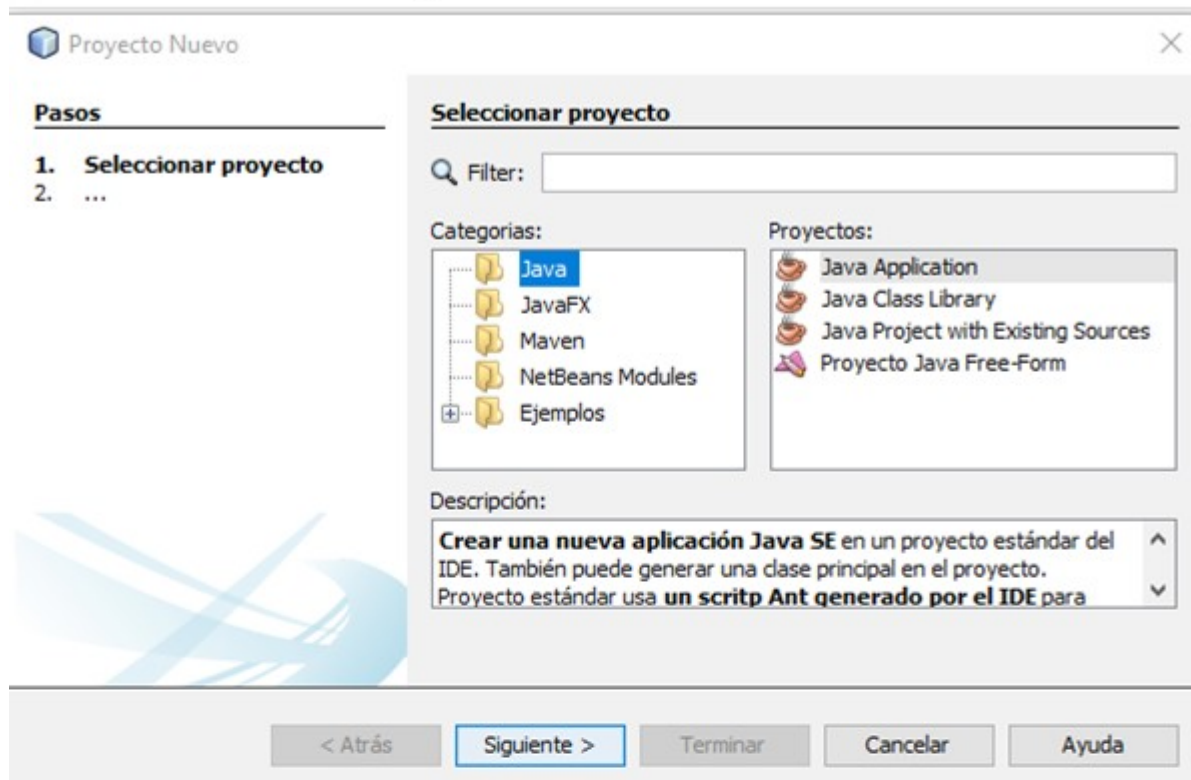 Proyecto Nuevo
Pasos
1. Seleccionar proyecto
2. ...
Seleccionar proyecto
Filter:
Categorias:
Java
JavaFX
Maven
NetBeans Modules
Ejemplos
Proyectos:
Java Application
Java Class Library
Java Project with Existing Sources
Proyecto Java Free-Form
Descripción:
Crear una nueva aplicación Java SE en un proyecto estándar del
IDE. También puede generar una clase principal en el proyecto.
Proyecto estándar usa un scritp Ant generado por el IDE para
< Atrás
Siguiente >
Terminar
Cancelar
Ayuda